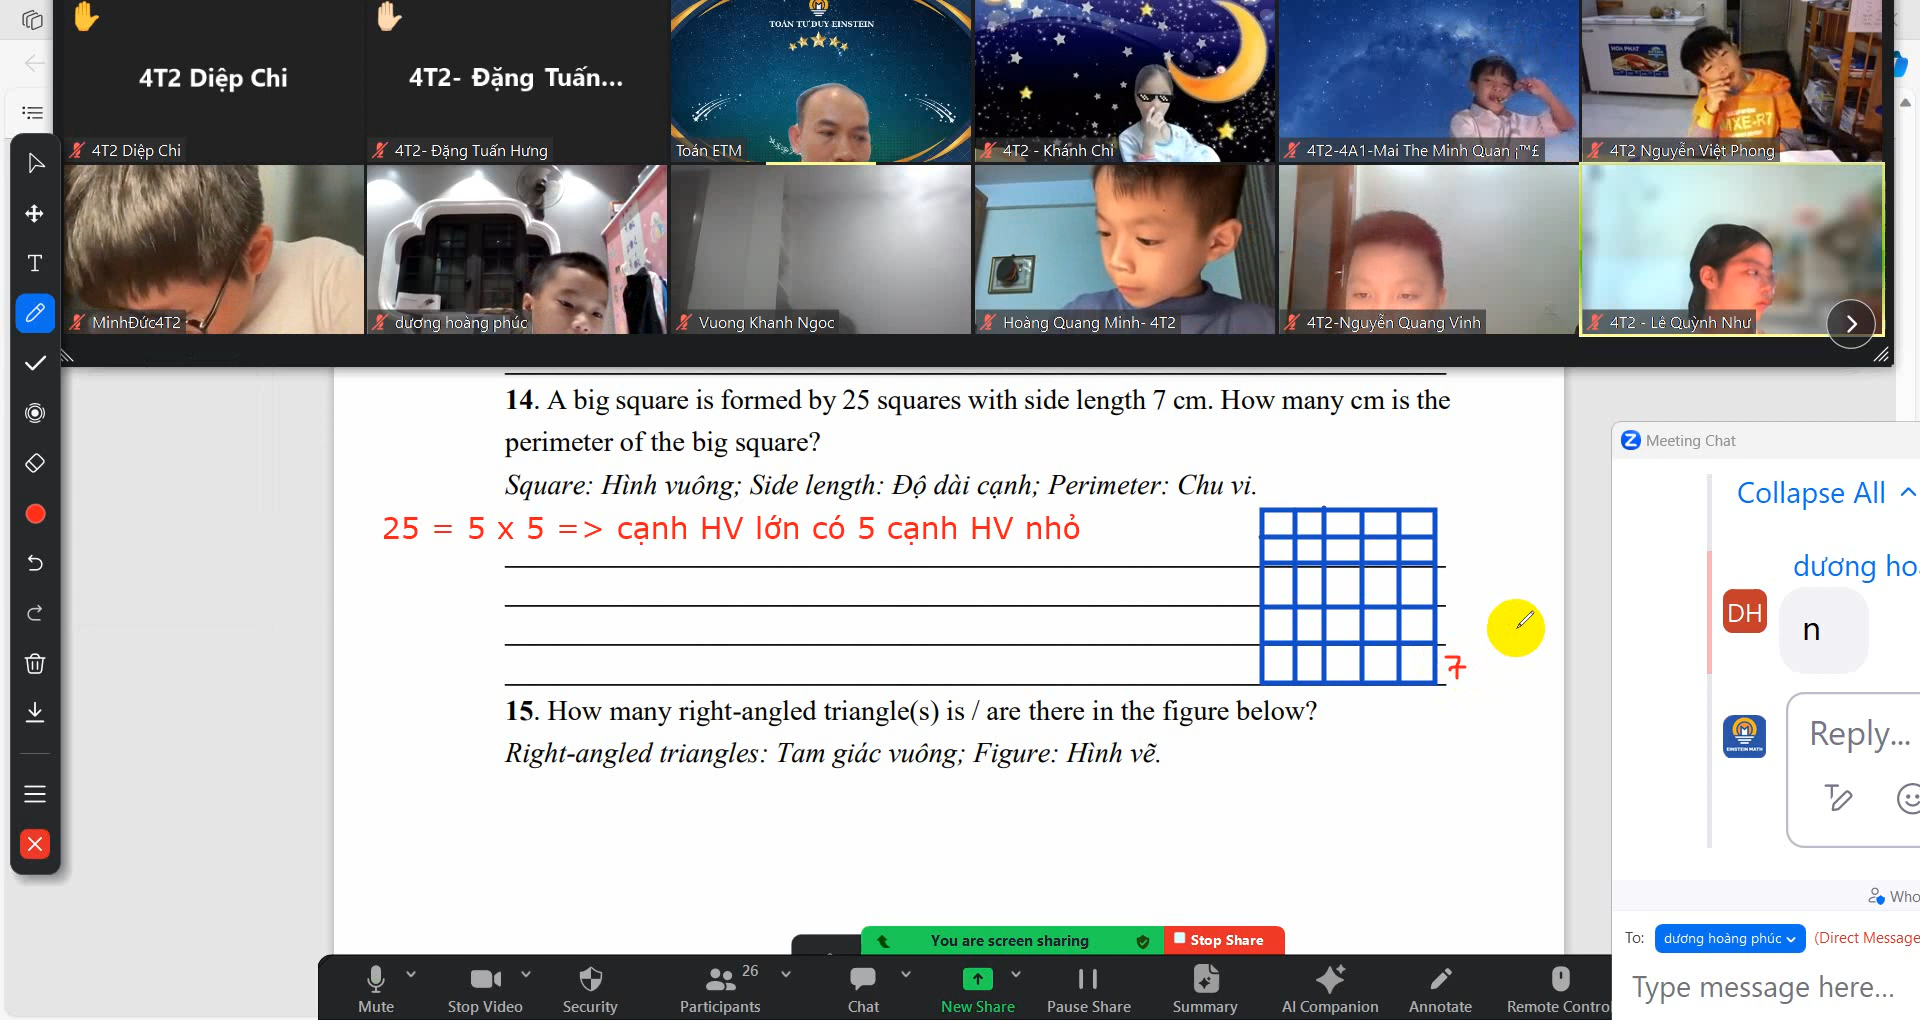 4T2 Diệp Chi
4T2- Đặng Tuấn...
TOÁN TƯ DUY EINSTEIN
4T2 Diệp Chi
4T2- Đặng Tuấn Hưng
Toán ETM
4T2 - Khánh Chi
4T2-4A1-Mai The Minh Quan ¡™£
4T2 Nguyễn Việt Phong
HÒA PHÁT
MinhĐức4T2
dương hoàng phúc
Vuong Khanh Ngoc
Hoàng Quang Minh- 4T2
4T2-Nguyễn Quang Vinh
4T2 - Lê Quỳnh Như
14. A big square is formed by 25 squares with side length 7 cm. How many cm is the
perimeter of the big square?
Square: Hình vuông; Side length: Độ dài cạnh; Perimeter: Chu vi.
25 = 5 x 5 => cạnh HV lớn có 5 cạnh HV nhỏ
7
15. How many right-angled triangle(s) is / are there in the figure below?
Right-angled triangles: Tam giác vuông; Figure: Hình vẽ.
Meeting Chat
Collapse All
dương ho
DH
n
EINSTEIN MATH
Reply...
Who
To: dương hoàng phúc (Direct Message
Type message here...
You are screen sharing
Stop Share
Mute
Stop Video
Security
26
Participants
Chat
New Share
Pause Share
Summary
AI Companion
Annotate
Remote Contro